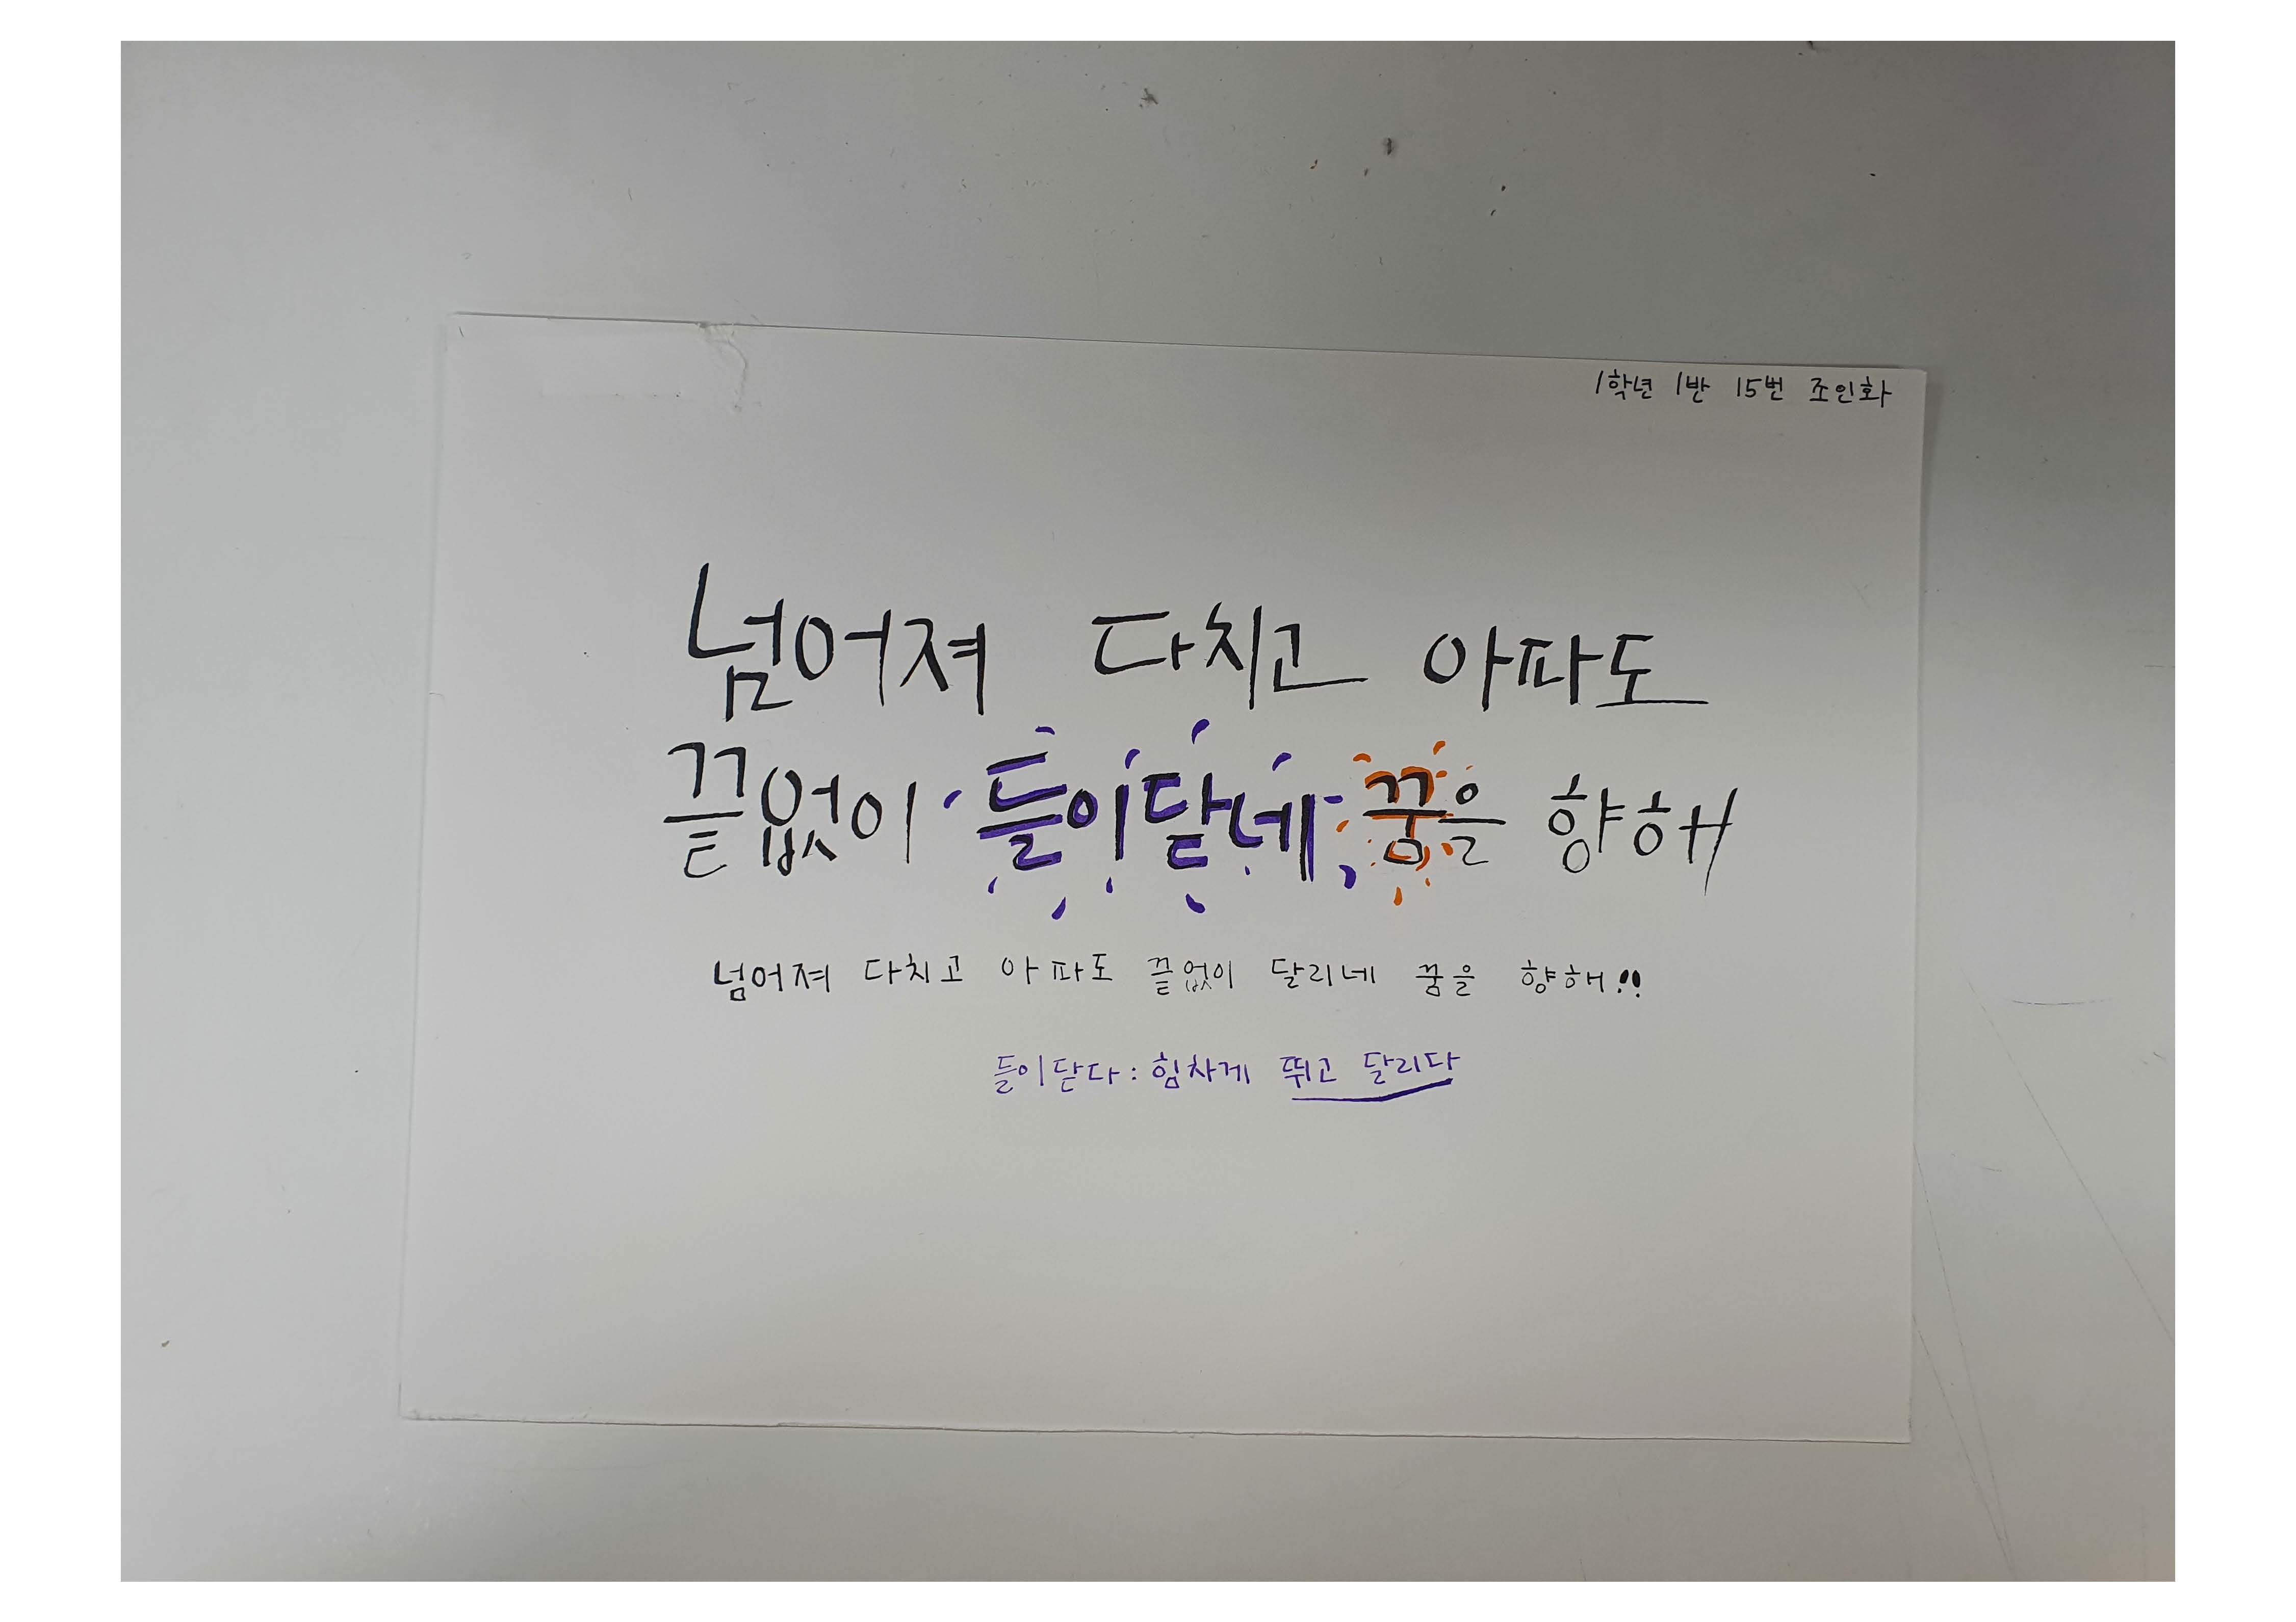 1학년 1반 15번 조인화
넘어져 다치고 아파도
끝없이 들이닫네 꿈을 향해
넘어져 다치고 아파도 끝없이 달리네 꿈을 향해!!
들이닫다: 힘차게 뛰고 달리다